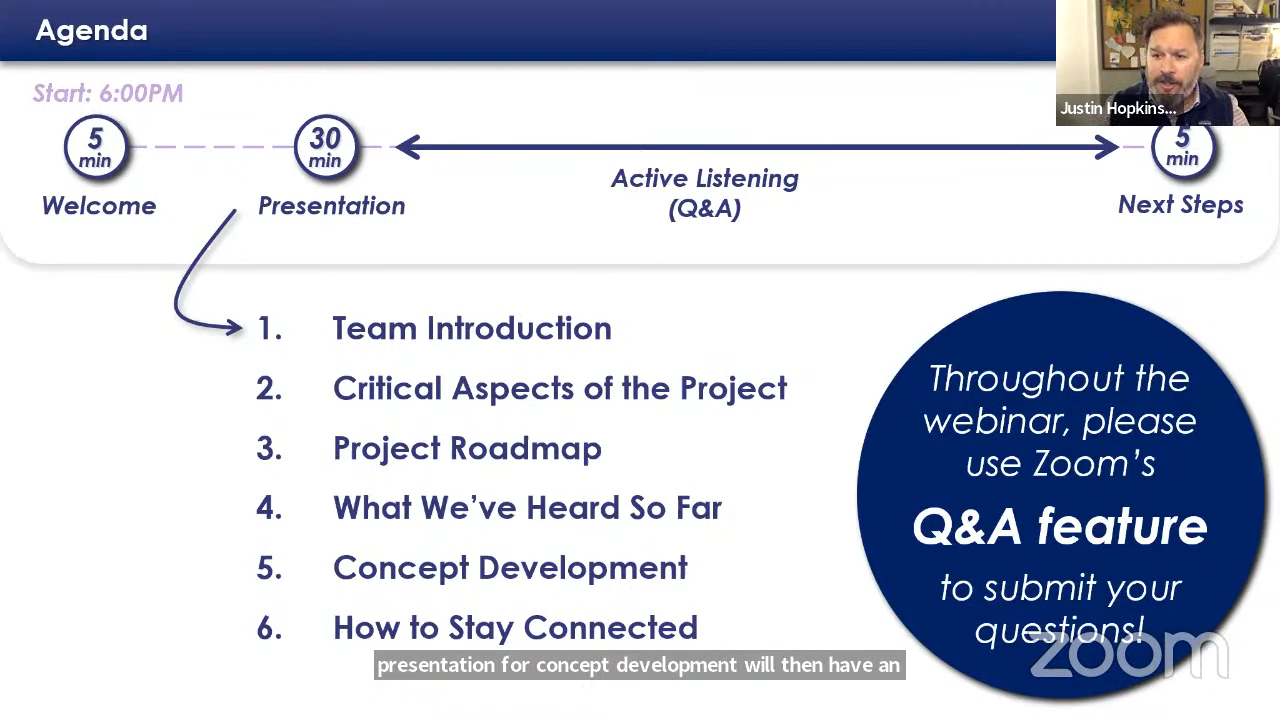 Agenda
Justin Hopkins...
Start: 6:00PM
5
min
30
min
5
min
Welcome
Presentation
Active Listening
(Q&A)
Next Steps
1. Team Introduction
2. Critical Aspects of the Project
3. Project Roadmap
4. What We've Heard So Far
5. Concept Development
6. How to Stay Connected
Throughout the
webinar, please
use Zoom's
Q&A feature
to submit your
questions!
zoom
presentation for concept development will then have an